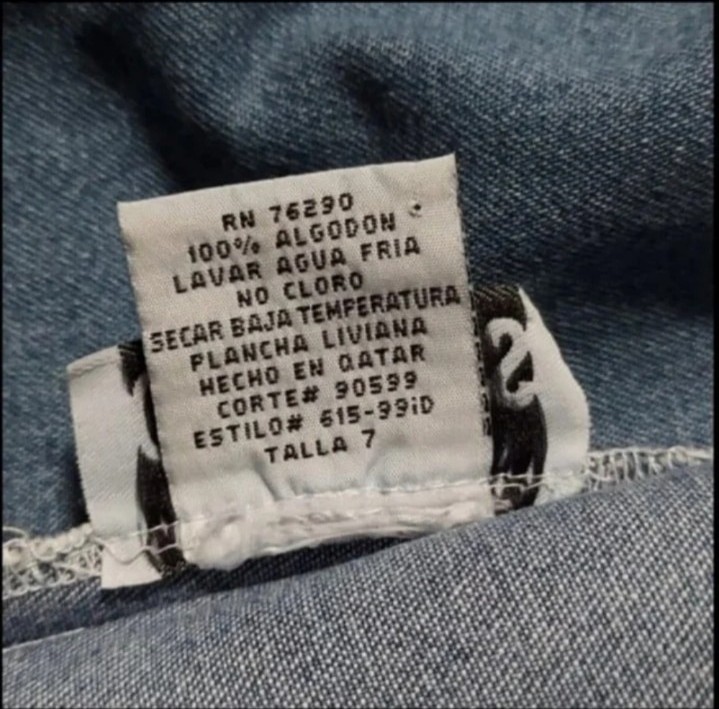 RN 76290
100% ALGODON
LAVAR AGUA FRIA
NO CLORO
SECAR BAJA TEMPERATURA
PLANCHA LIVIANA
HECHO EN QATAR
CORTE# 90599
ESTILO# 615-99iD
TALLA 7